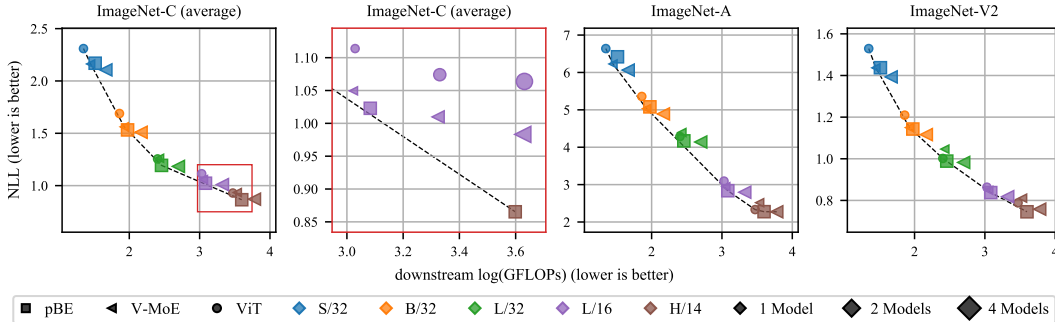 ImageNet-C (average) ImageNet-C (average) ImageNet-A ImageNet-V2
NLL (lower is better)
2.5
2.0
1.5
1.0
2 3 4
1.10
1.05
1.00
0.95
0.90
0.85
3.0 3.2 3.4 3.6
7
6
5
4
3
2
2 3 4
1.6
1.4
1.2
1.0
0.8
2 3 4
downstream log(GFLOPs) (lower is better)
pBE V-MoE ViT S/32 B/32 L/32 L/16 H/14 1 Model 2 Models 4 Models